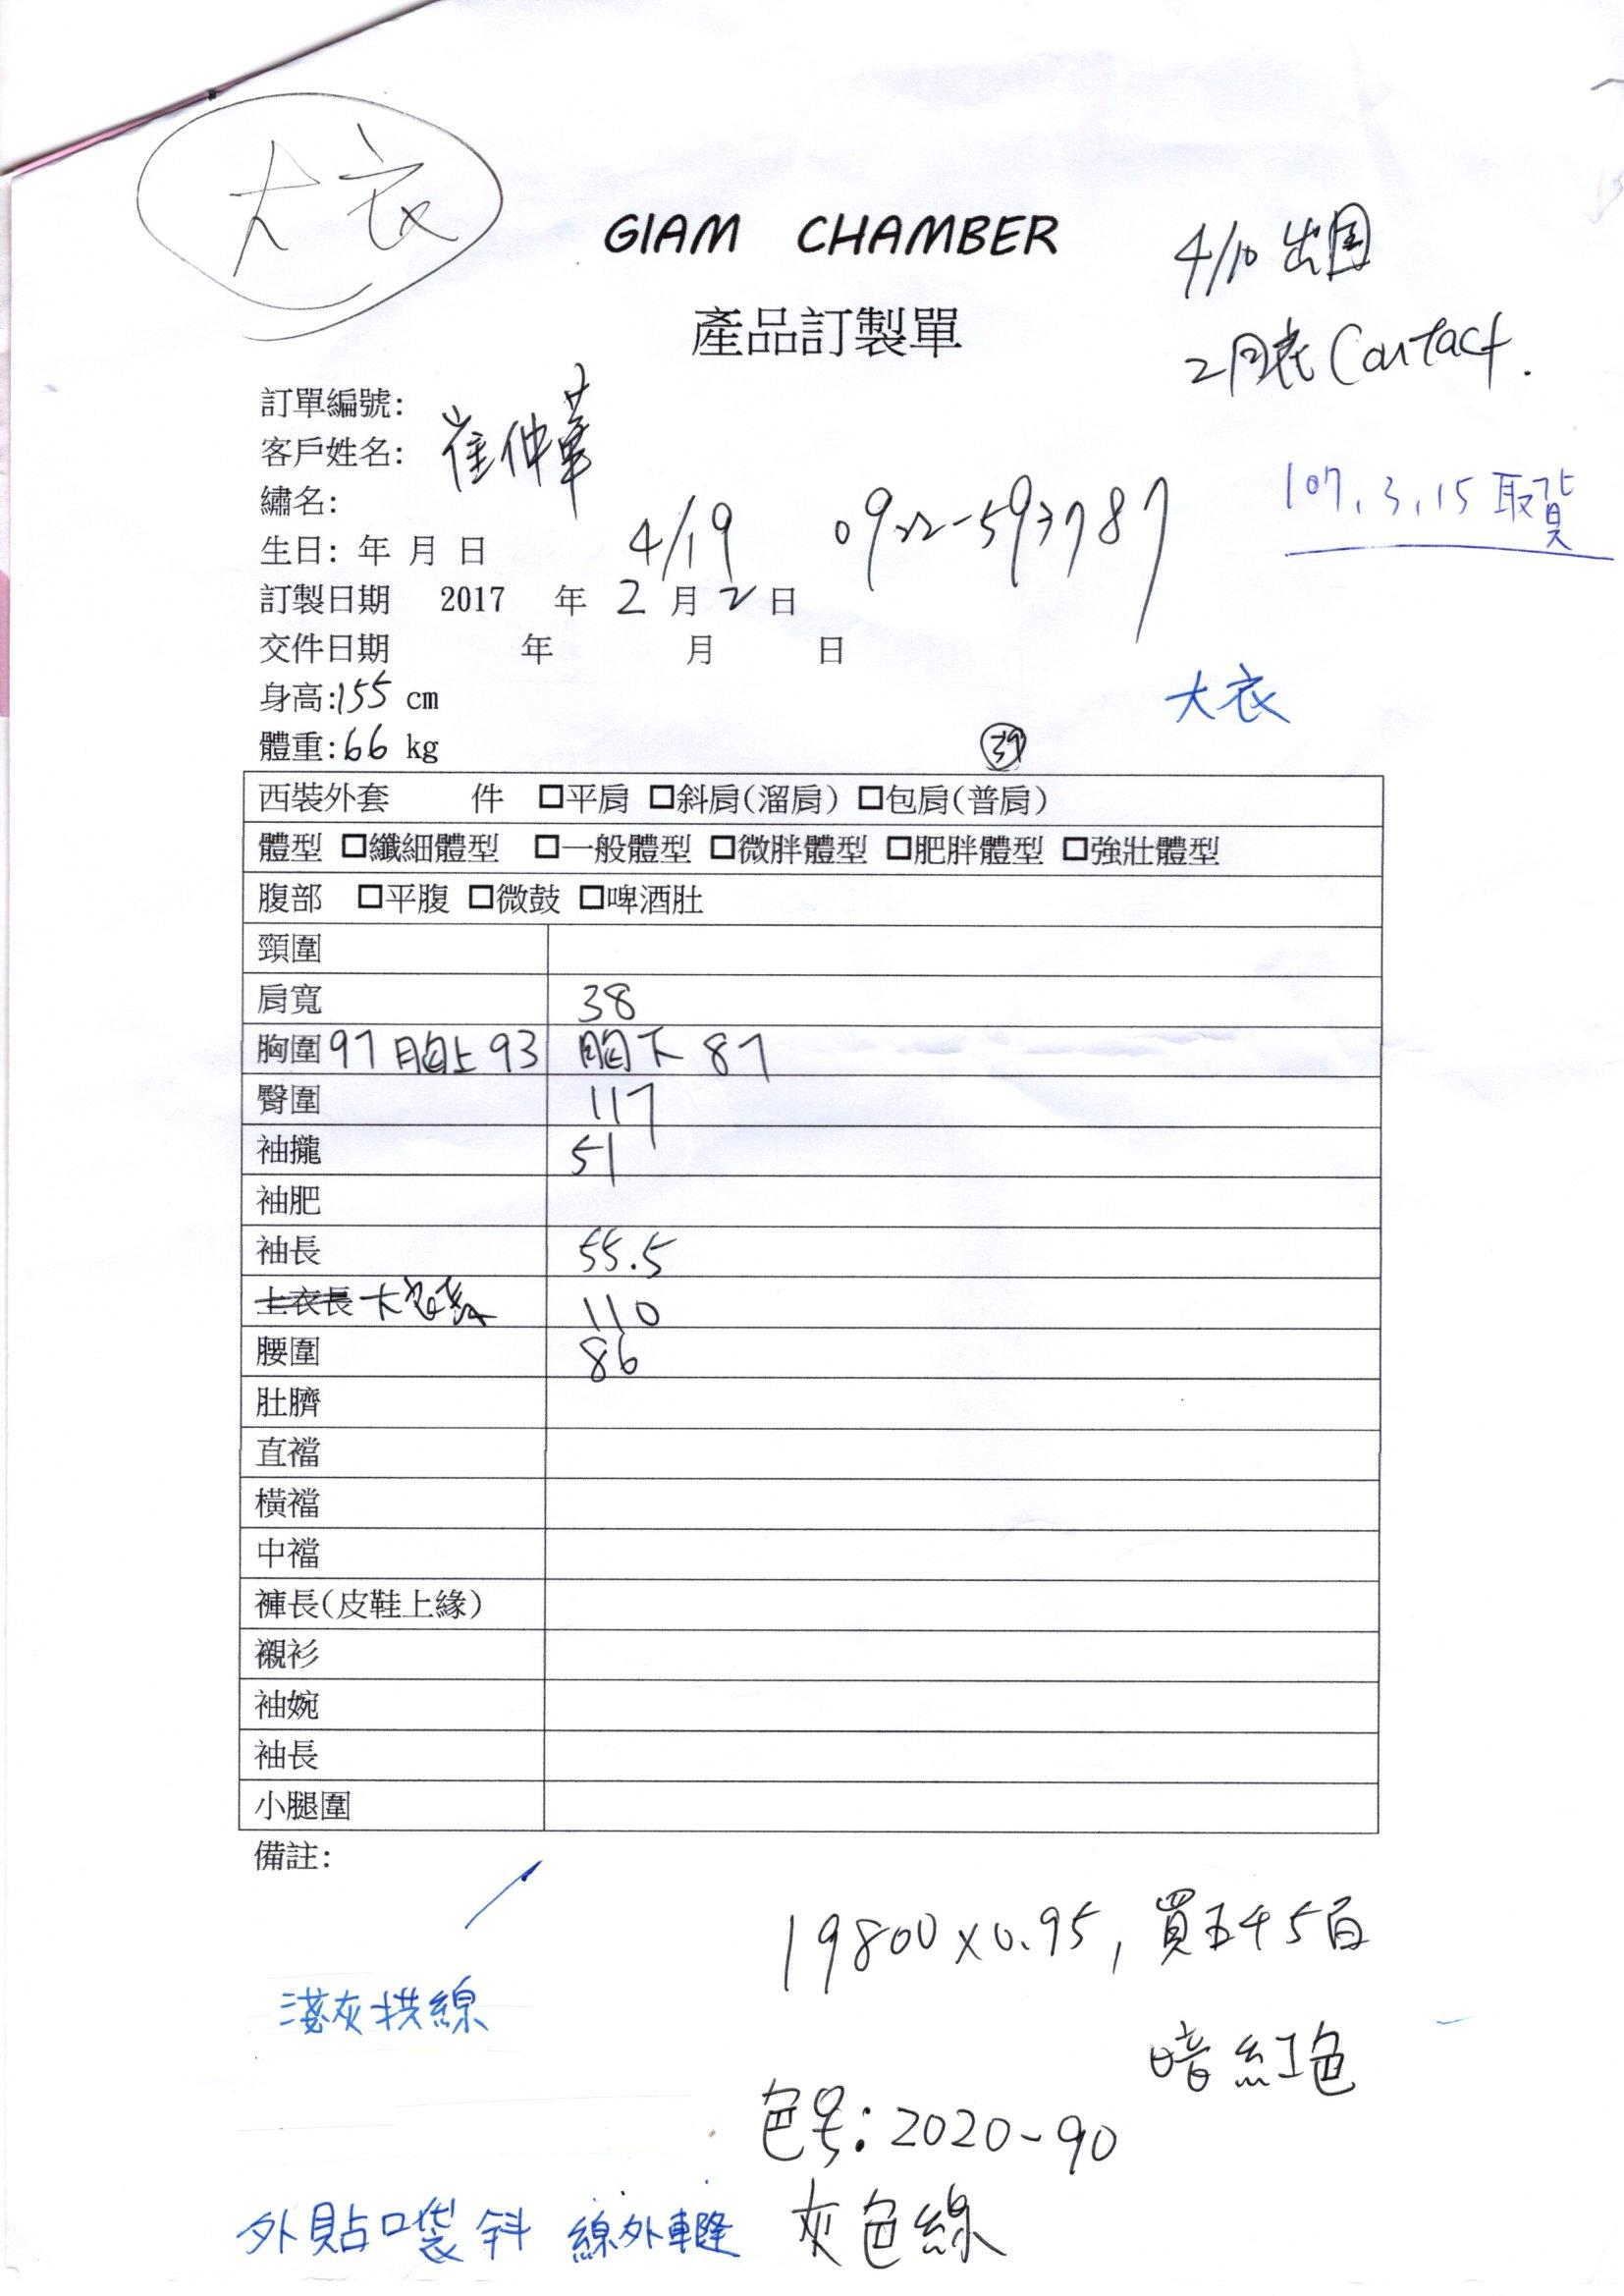 大衣
GIAM CHAMBER
4/10 出国
產品訂製單
2月底 Contact.
訂單編號:
客戶姓名: 崔仲華
繡名:
107.3.15 取貨
生日: 年 月 日 4/19 0922-593787
訂製日期 2017 年 2 月 2 日
交件日期 年 月 日
身高:155 cm
大衣
體重:66 kg
西裝外套 件 □平肩 □斜肩(溜肩) □包肩(普肩)
體型 □纖細體型 □一般體型 □微胖體型 □肥胖體型 □強壯體型
腹部 □平腹 □微鼓 □啤酒肚
頸圍
肩寬 38
胸圍 97 胸上 93 胸下 87
臀圍 117
袖攏 51
袖肥
袖長 55.5
上衣長 大衣長 110
腰圍 86
肚臍
直襠
橫襠
中襠
褲長(皮鞋上緣)
襯衫
袖婉
袖長
小腿圍
備註:
19800×0.95, 買五千5百
淺灰拱線
暗紅色
色号:2020-90
外貼口袋 斜 線外車縫 灰色線